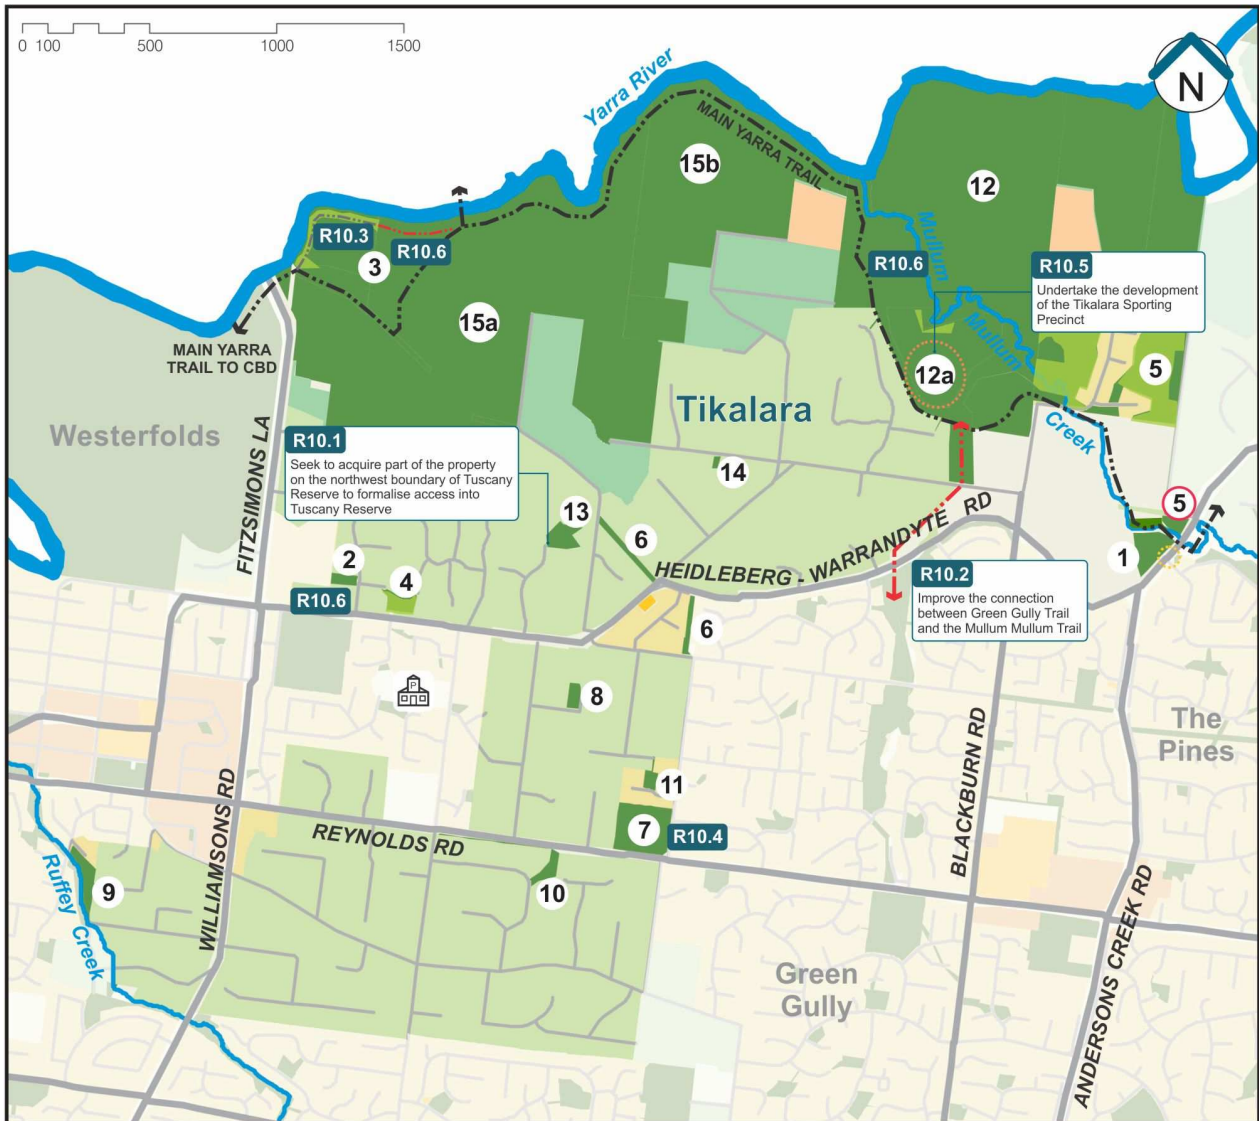 0 100 500 1000 1500
N
Yarra River
MAIN YARRA TRAIL
15b
12
R10.3
R10.6
3
15a
MAIN YARRA
TRAIL TO CBD
Mullum
Mullum
Creek
R10.6
R10.5
Undertake the development
of the Tikalara Sporting
Precinct
12a
5
Tikalara
Westerfolds
FITZSIMONS LA
R10.1
Seek to acquire part of the property
on the northwest boundary of Tuscany
Reserve to formalise access into
Tuscany Reserve
14
13
6
5
1
2
4
R10.6
HEIDLEBERG - WARRANDYTE RD
R10.2
Improve the connection
between Green Gully Trail
and the Mullum Mullum Trail
6
P
8
The
Pines
BLACKBURN RD
11
7
R10.4
WILLIAMSONS RD
REYNOLDS RD
9
10
Ruffey Creek
Green
Gully
ANDERSONS CREEK RD